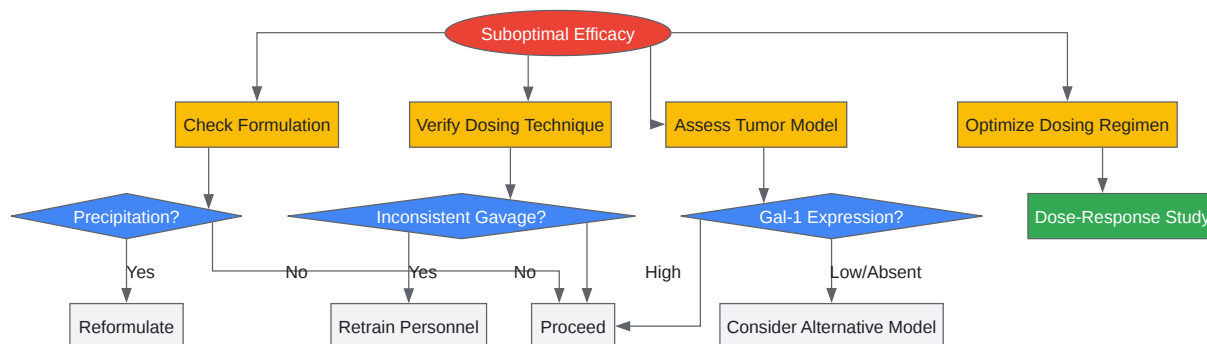 Suboptimal Efficacy
Check Formulation
Verify Dosing Technique
Assess Tumor Model
Optimize Dosing Regimen
Precipitation?
Inconsistent Gavage?
Gal-1 Expression?
Dose-Response Study
Yes
No
Yes
No
High
Low/Absent
Reformulate
Retrain Personnel
Proceed
Consider Alternative Model